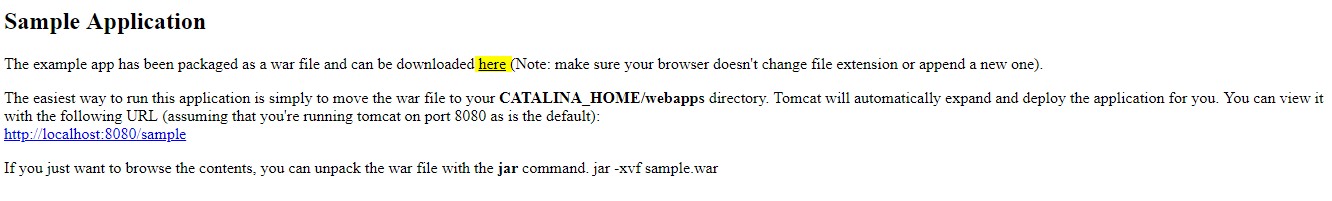 Sample Application
The example app has been packaged as a war file and can be downloaded here (Note: make sure your browser doesn't change file extension or append a new one).
The easiest way to run this application is simply to move the war file to your CATALINA_HOME/webapps directory. Tomcat will automatically expand and deploy the application for you. You can view it
with the following URL (assuming that you're running tomcat on port 8080 as is the default):
http://localhost:8080/sample
If you just want to browse the contents, you can unpack the war file with the jar command. jar -xvf sample.war